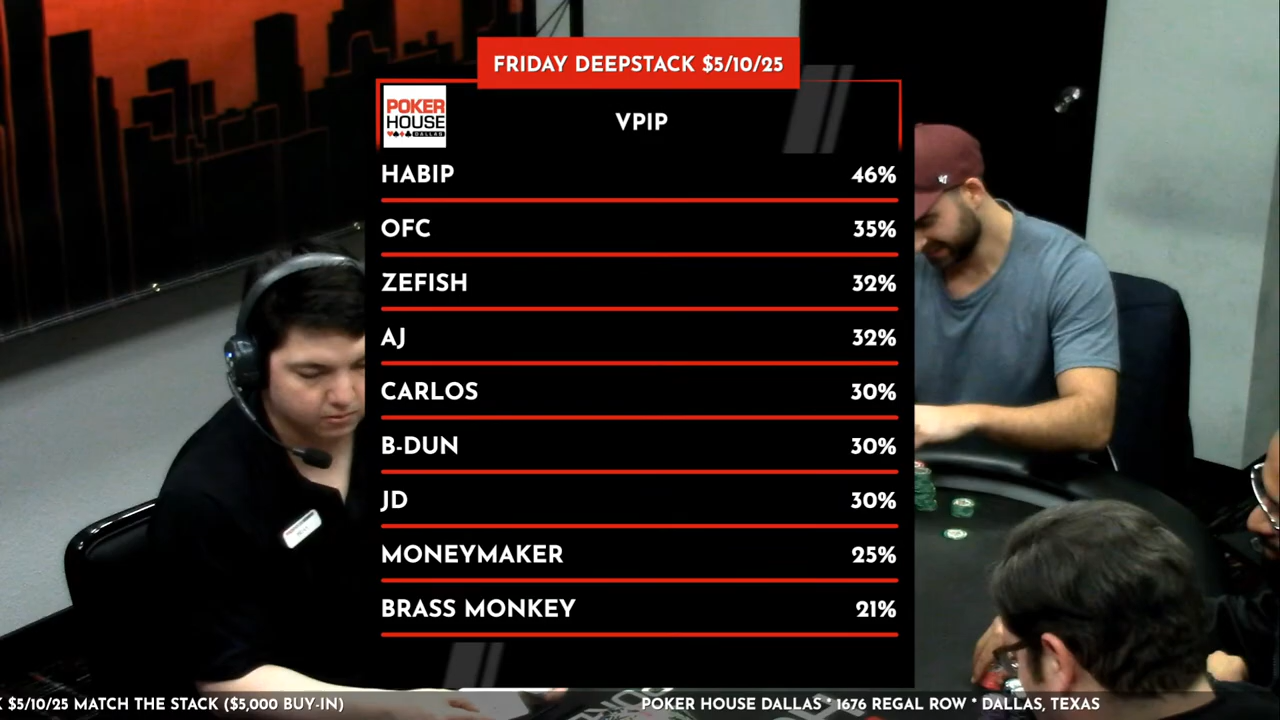 FRIDAY DEEPSTACK $5/10/25
POKER
HOUSE
DALLAS
VPIP
HABIP 46%
OFC 35%
ZEFISH 32%
AJ 32%
CARLOS 30%
B-DUN 30%
JD 30%
MONEYMAKER 25%
BRASS MONKEY 21%
$5/10/25 MATCH THE STACK ($5,000 BUY-IN) POKER HOUSE DALLAS * 1676 REGAL ROW * DALLAS, TEXAS